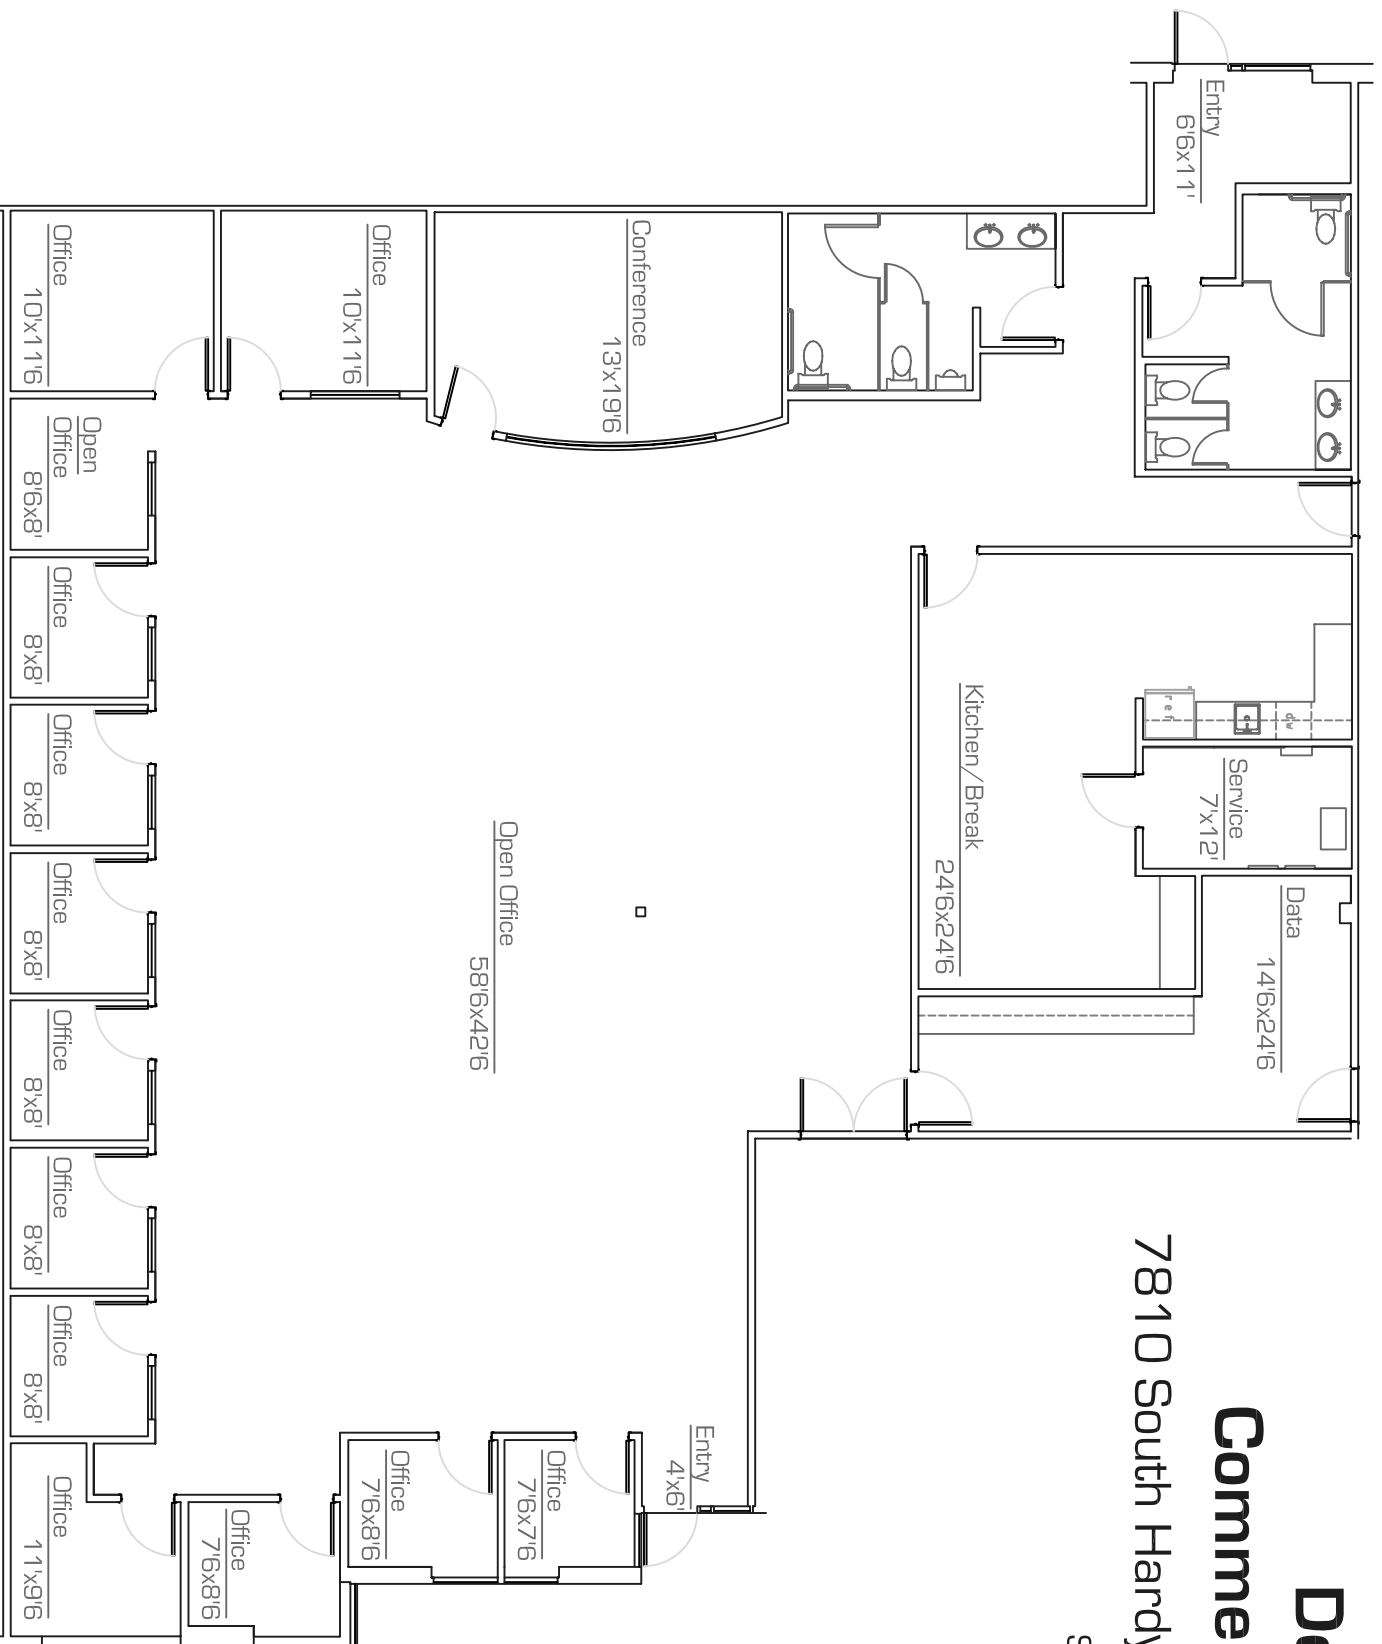 Comme
7810 South Hardy
Entry
6'6x11'
Data
14'6x24'6
Service
7'x12'
dw
ref
Kitchen/Break
24'6x24'6
Entry
4'x6'
Conference
13'x19'6
Open Office
58'6x42'6
Office
7'6x7'6
Office
7'6x8'6
Office
10'x11'6
Office
7'6x8'6
Office
10'x11'6
Open
Office
8'6x8'
Office
8'x8'
Office
8'x8'
Office
8'x8'
Office
8'x8'
Office
8'x8'
Office
8'x8'
Office
11'x9'6